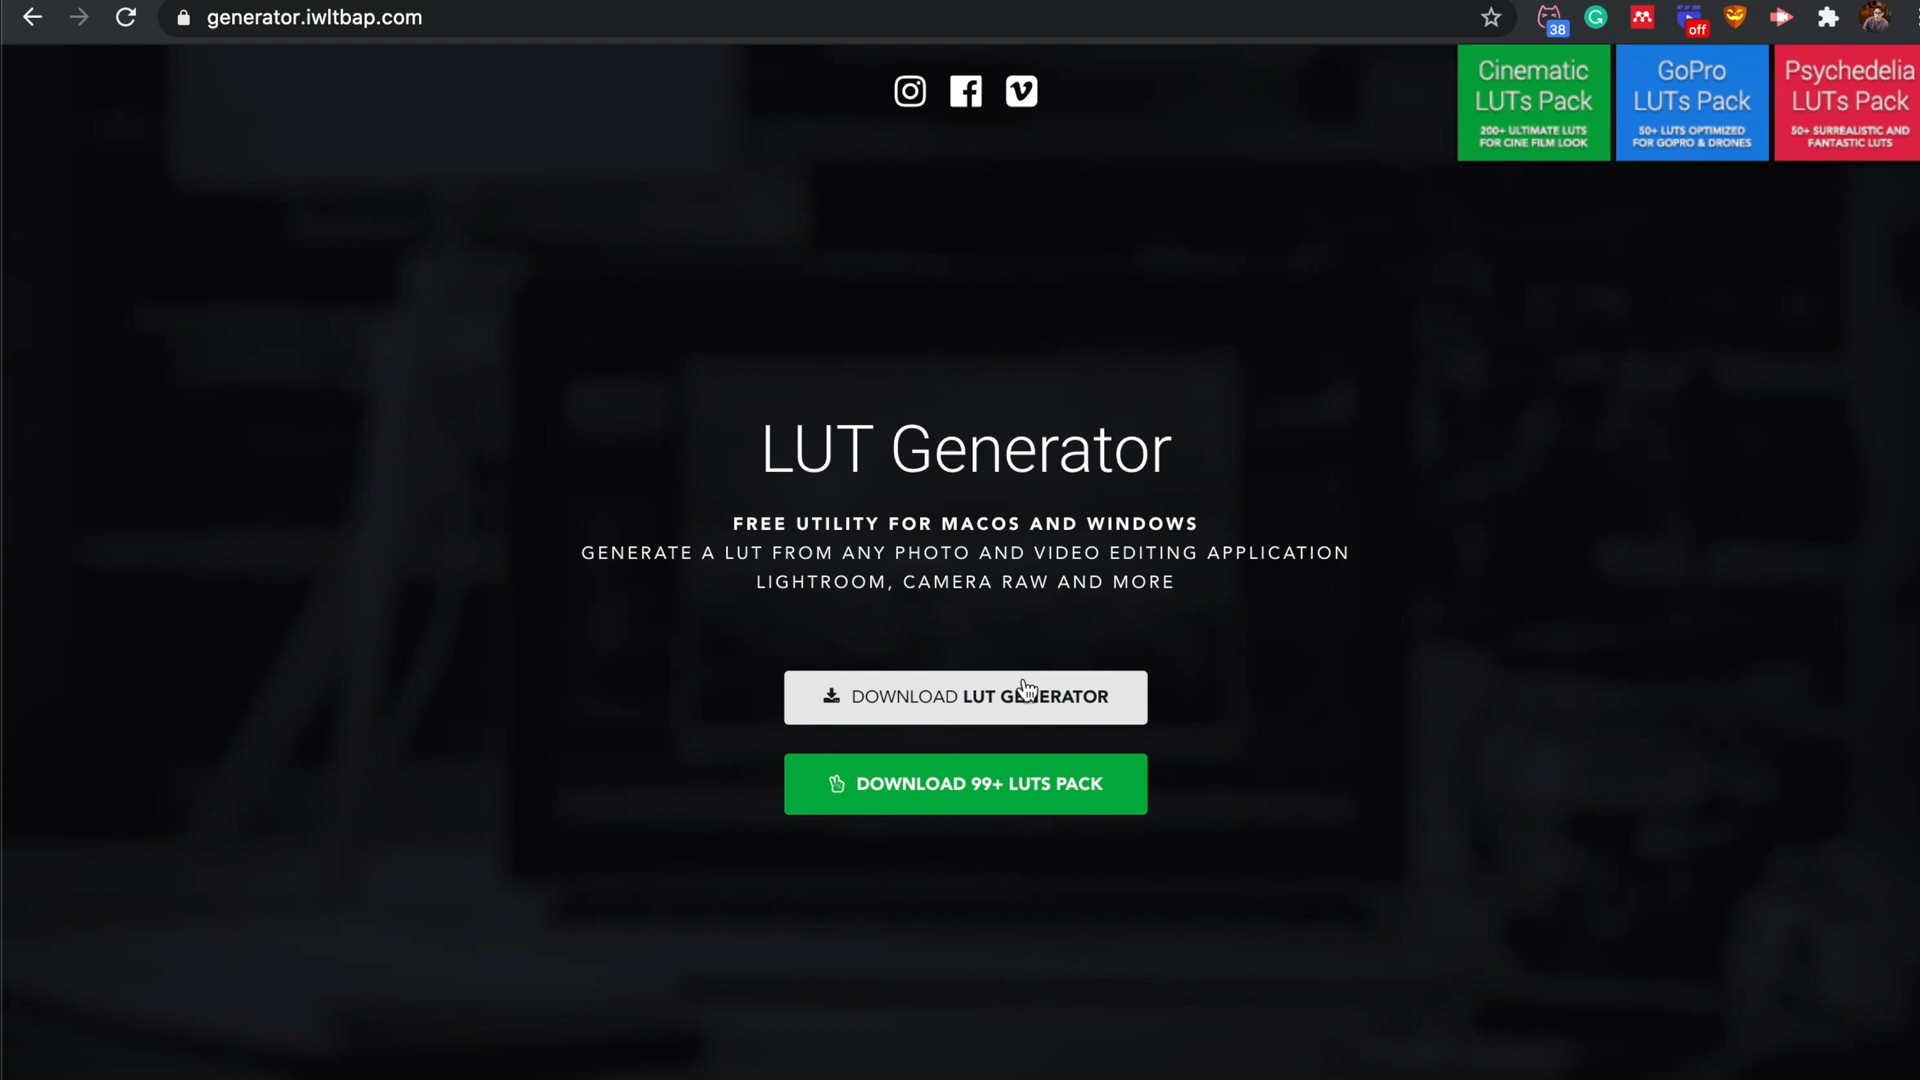 generator.iwltbap.com
38
off
Cinematic
LUTs Pack
200+ ULTIMATE LUTS
FOR CINE FILM LOOK
GoPro
LUTs Pack
50+ LUTS OPTIMIZED
FOR GOPRO & DRONES
Psychedelia
LUTs Pack
50+ SURREALISTIC AND
FANTASTIC LUTS
LUT Generator
FREE UTILITY FOR MACOS AND WINDOWS
GENERATE A LUT FROM ANY PHOTO AND VIDEO EDITING APPLICATION
LIGHTROOM, CAMERA RAW AND MORE
DOWNLOAD LUT GENERATOR
DOWNLOAD 99+ LUTS PACK